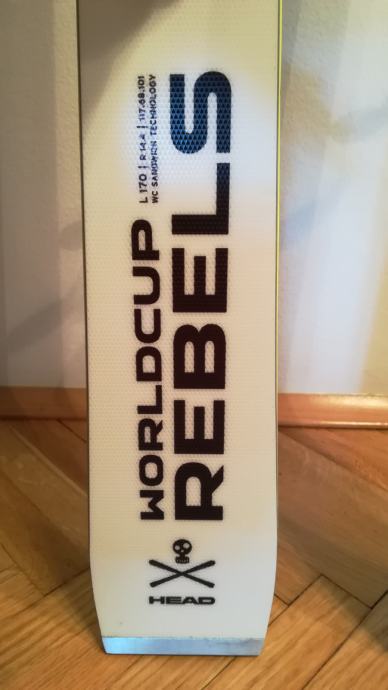 WORLDCUP
REBELS
L 170 | R 14.4 | 117.68.101
WC SANDWICH TECHNOLOGY
HEAD